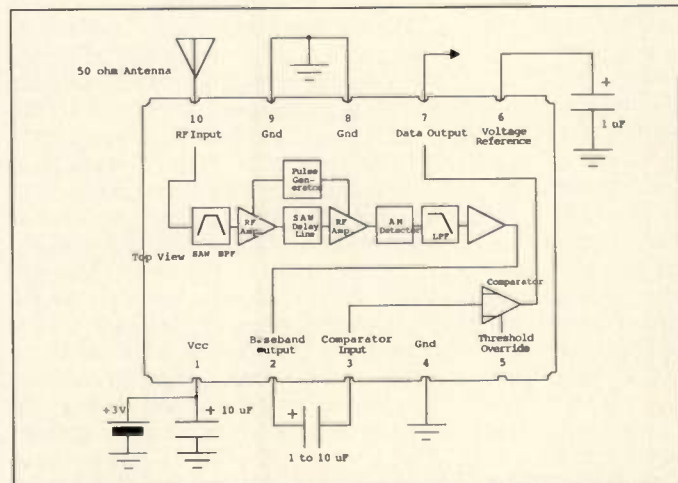 50 ohm Antenna
+
1 uF
10
9
8
7
6
RF Input
Gnd
Gnd
Data Output
Voltage
Reference
Pulse
Gen-
erator
RF
Amp.
SAW
Delay
Line
RF
Amp.
AM
Detector
LPF
Top View
SAW BPF
Comparator
Vcc
Baseband
Output
Comparator
Input
Gnd
Threshold
Override
1
2
3
4
5
+3V
+ 10 uF
+
1 to 10 uF